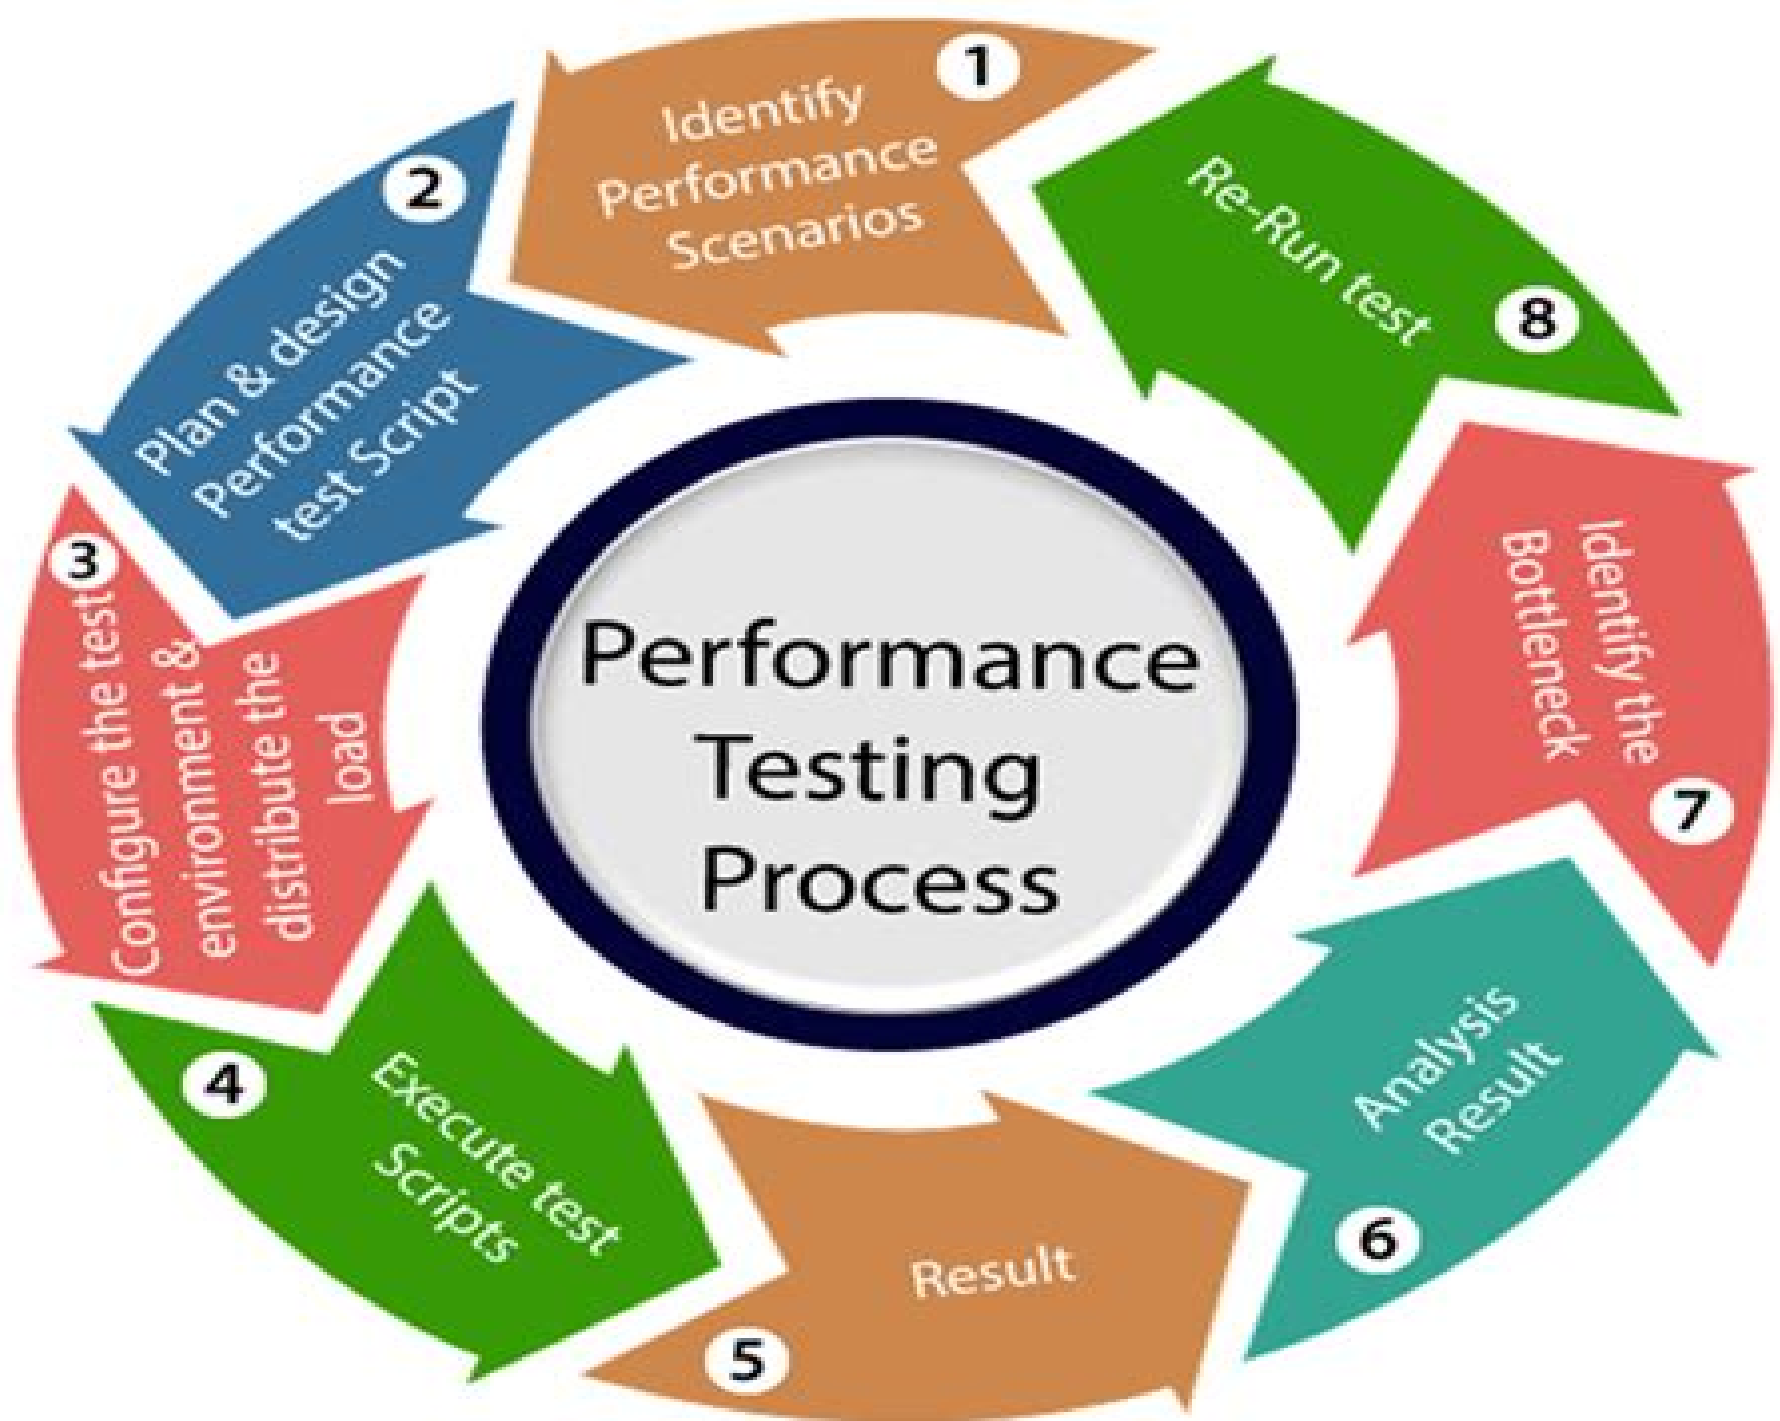 1
Identify
Performance
Scenarios
2
Plan & design
Performance
test Script
3
Configure the test
environment &
distribute the
load
4
Execute test
Scripts
5
Result
6
Analysis
Result
7
Identify the
Bottleneck
8
Re-Run test
Performance
Testing
Process